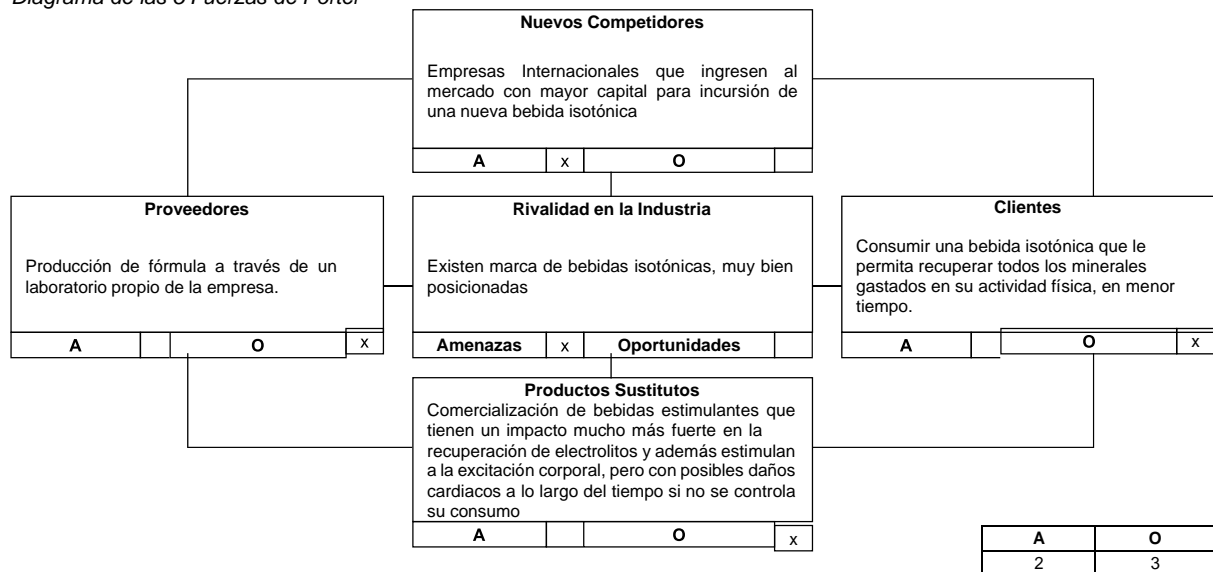 Diagrama de las 5 Fuerzas de Porter
Nuevos Competidores
Empresas Internacionales que ingresen al
mercado con mayor capital para incursión de
una nueva bebida isotónica
A x O
Proveedores
Producción de fórmula a través de un
laboratorio propio de la empresa.
A O x
Rivalidad en la Industria
Existen marca de bebidas isotónicas, muy bien
posicionadas
Amenazas x Oportunidades
Clientes
Consumir una bebida isotónica que le
permita recuperar todos los minerales
gastados en su actividad física, en menor
tiempo.
A O x
Productos Sustitutos
Comercialización de bebidas estimulantes que
tienen un impacto mucho más fuerte en la
recuperación de electrolitos y además estimulan
a la excitación corporal, pero con posibles daños
cardiacos a lo largo del tiempo si no se controla
su consumo
A O x
A O
2 3